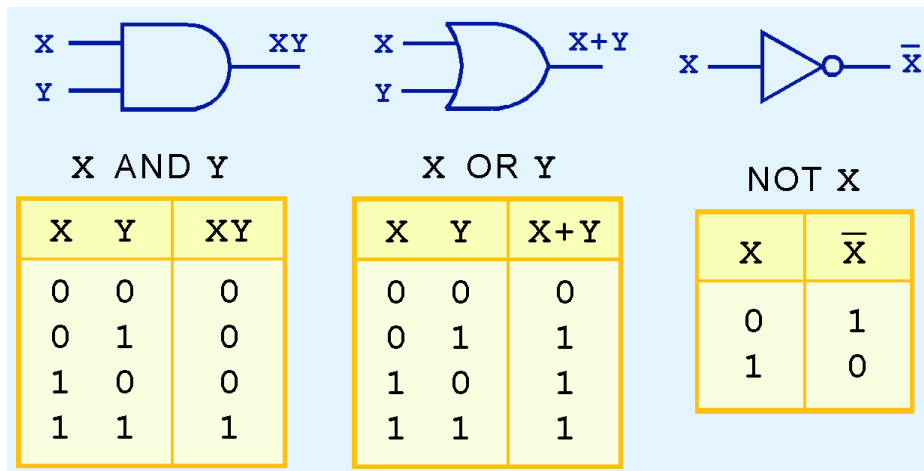 X
Y
XY
X AND Y
X Y XY
0 0 0
0 1 0
1 0 0
1 1 1
X
Y
X+Y
X OR Y
X Y X+Y
0 0 0
0 1 1
1 0 1
1 1 1
X
X̅
NOT X
X X̅
0 1
1 0